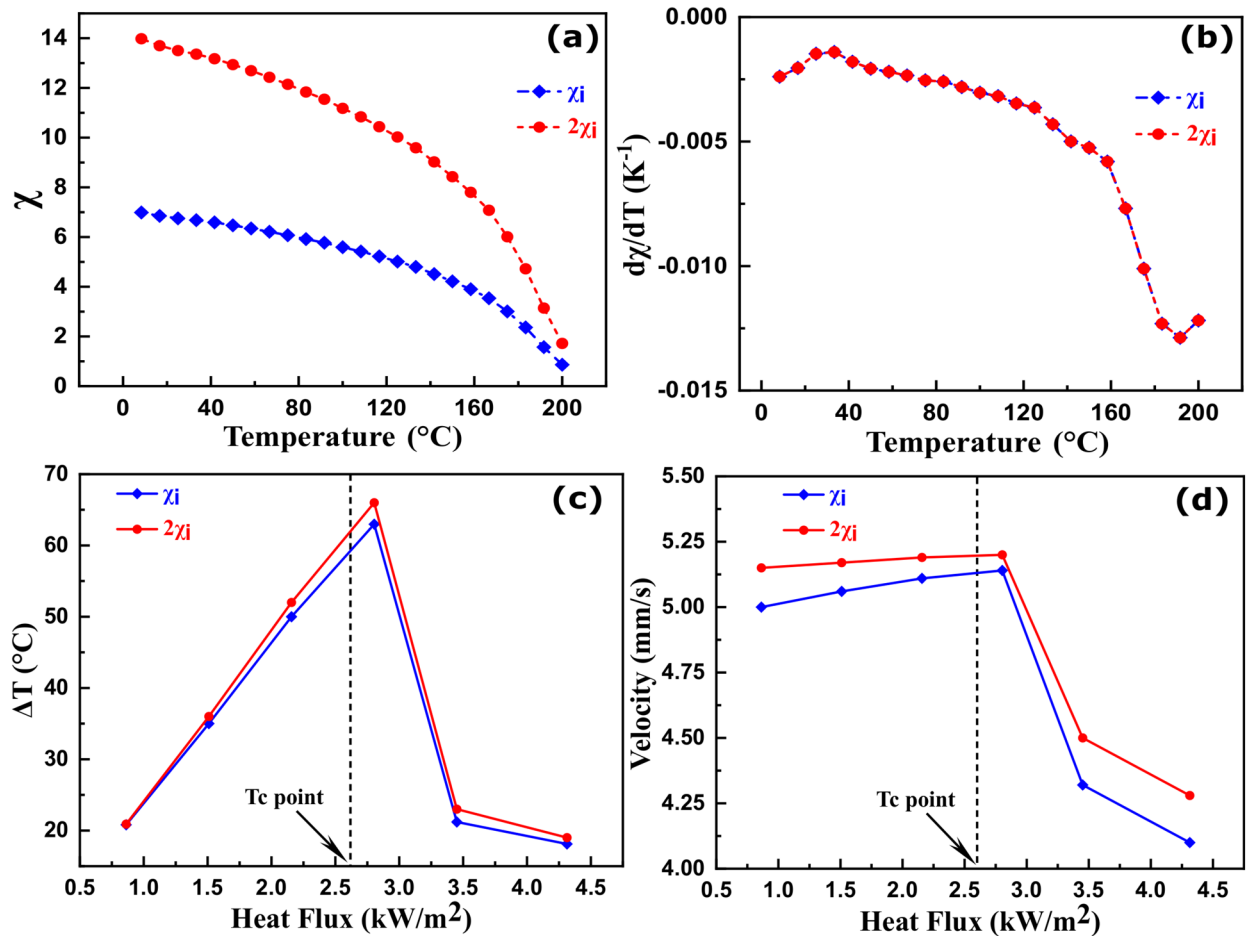 (a)
χ
14
12
10
8
6
4
2
0
χi
2χi
0 40 80 120 160 200
Temperature (°C)
(b)
dχ/dT (K-1)
0.000
-0.005
-0.010
-0.015
χi
2χi
0 40 80 120 160 200
Temperature (°C)
(c)
ΔT (°C)
70
60
50
40
30
20
χi
2χi
Tc point
0.5 1.0 1.5 2.0 2.5 3.0 3.5 4.0 4.5
Heat Flux (kW/m2)
(d)
Velocity (mm/s)
5.50
5.25
5.00
4.75
4.50
4.25
4.00
χi
2χi
Tc point
0.5 1.0 1.5 2.0 2.5 3.0 3.5 4.0 4.5
Heat Flux (kW/m2)